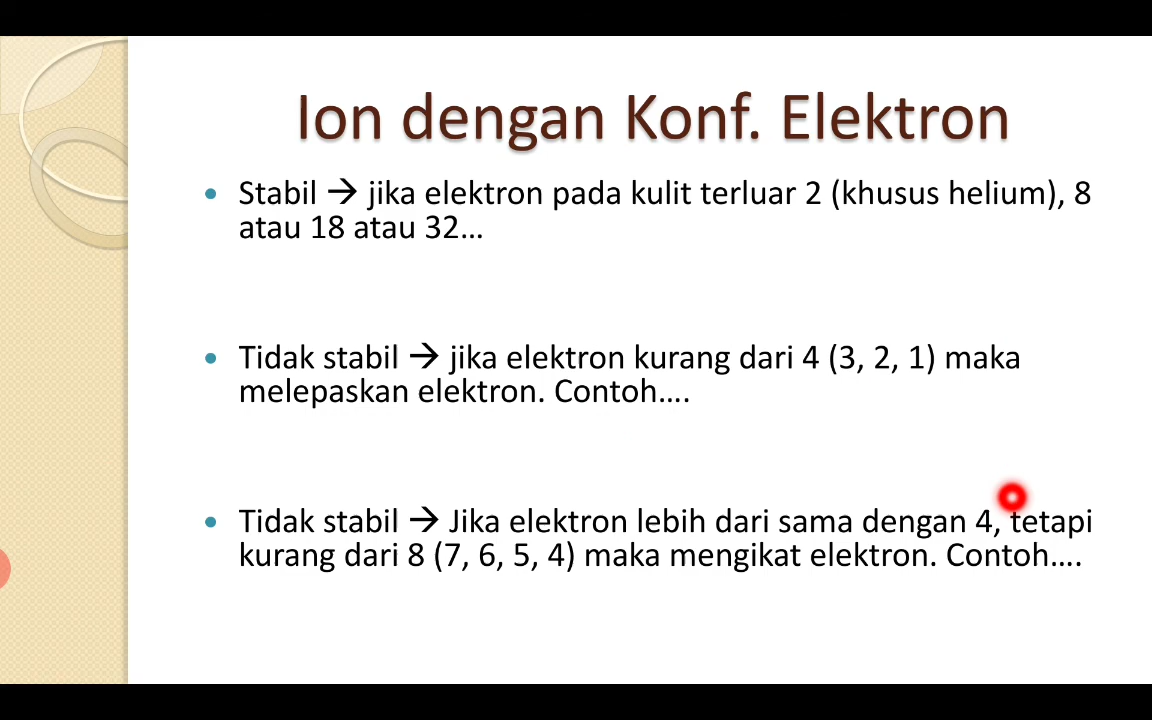 Ion dengan Konf. Elektron
• Stabil → jika elektron pada kulit terluar 2 (khusus helium), 8
atau 18 atau 32…
• Tidak stabil → jika elektron kurang dari 4 (3, 2, 1) maka
melepaskan elektron. Contoh….
• Tidak stabil → Jika elektron lebih dari sama dengan 4, tetapi
kurang dari 8 (7, 6, 5, 4) maka mengikat elektron. Contoh….